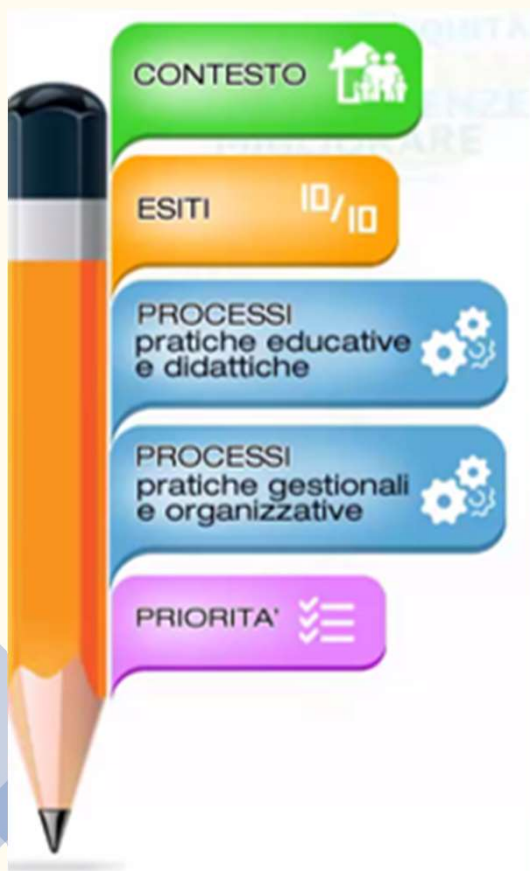 CONTESTO
ESITI 10/10
PROCESSI
pratiche educative
e didattiche
PROCESSI
pratiche gestionali
e organizzative
PRIORITA'